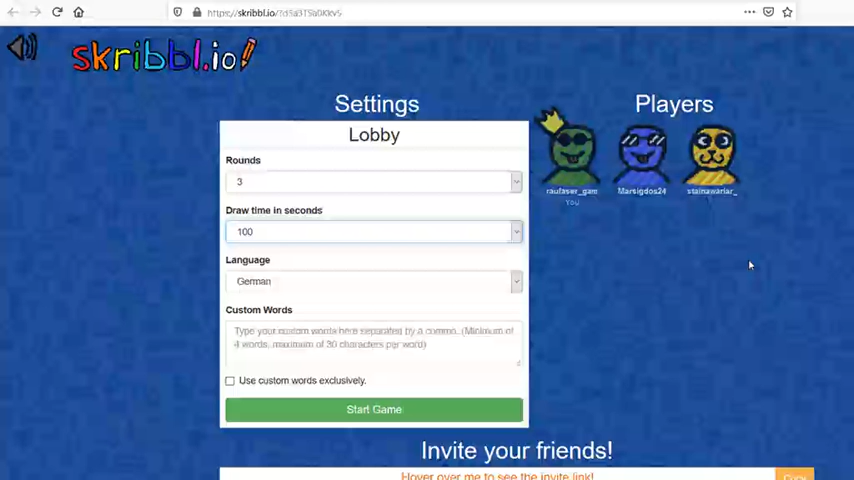 https://skribbl.io/
skribbl.io
Settings
Players
Lobby
Rounds
3
raufaser_gam
Marsigdos24
stainawariar_
You
Draw time in seconds
100
Language
German
Custom Words
Type your custom words here separated by a comma. (Minimum of
4 words, maximum of 30 characters per word)
Use custom words exclusively.
Start Game
Invite your friends!
Hover over me to see the invite link!
Copy